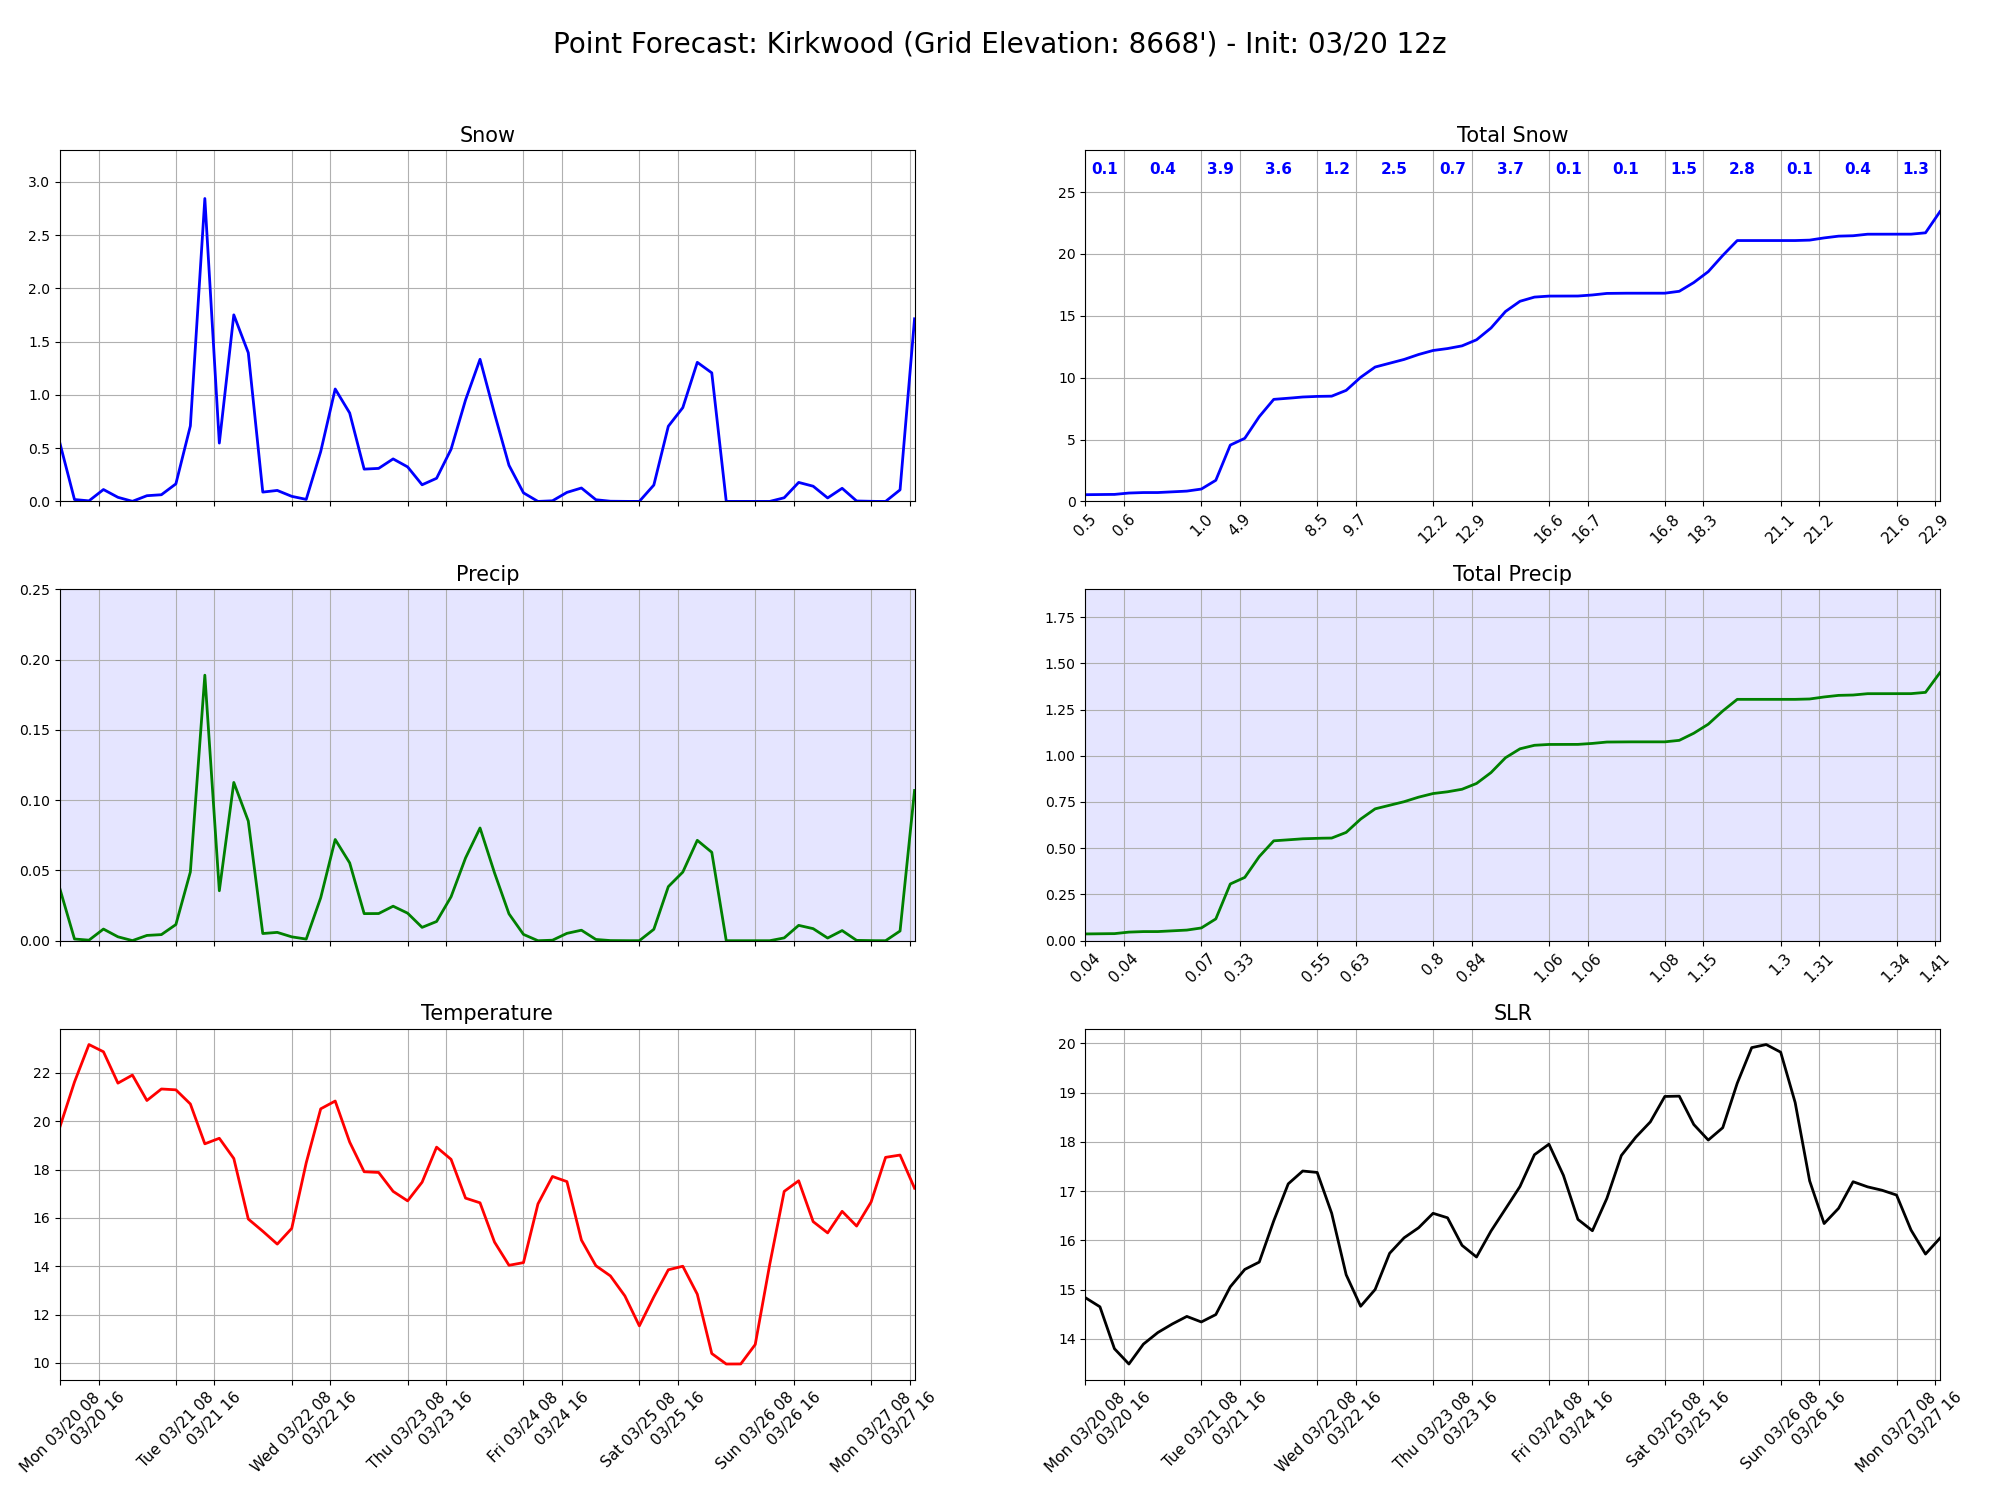 Point Forecast: Kirkwood (Grid Elevation: 8668') - Init: 03/20 12z
Snow
3.0
2.5
2.0
1.5
1.0
0.5
0.0
Total Snow
0.1 0.4 3.9 3.6 1.2 2.5 0.7 3.7 0.1 0.1 1.5 2.8 0.1 0.4 1.3
25
20
15
10
5
0
0.5 0.6 1.0 4.9 8.5 9.7 12.2 12.9 16.6 16.7 16.8 18.3 21.1 21.2 21.6 22.9
Precip
0.25
0.20
0.15
0.10
0.05
0.00
Total Precip
1.75
1.50
1.25
1.00
0.75
0.50
0.25
0.00
0.04 0.04 0.07 0.33 0.55 0.63 0.8 0.84 1.06 1.06 1.08 1.15 1.3 1.31 1.34 1.41
Temperature
22
20
18
16
14
12
10
Mon 03/20 08
03/20 16
Tue 03/21 08
03/21 16
Wed 03/22 08
03/22 16
Thu 03/23 08
03/23 16
Fri 03/24 08
03/24 16
Sat 03/25 08
03/25 16
Sun 03/26 08
03/26 16
Mon 03/27 08
03/27 16
SLR
20
19
18
17
16
15
14
Mon 03/20 08
03/20 16
Tue 03/21 08
03/21 16
Wed 03/22 08
03/22 16
Thu 03/23 08
03/23 16
Fri 03/24 08
03/24 16
Sat 03/25 08
03/25 16
Sun 03/26 08
03/26 16
Mon 03/27 08
03/27 16